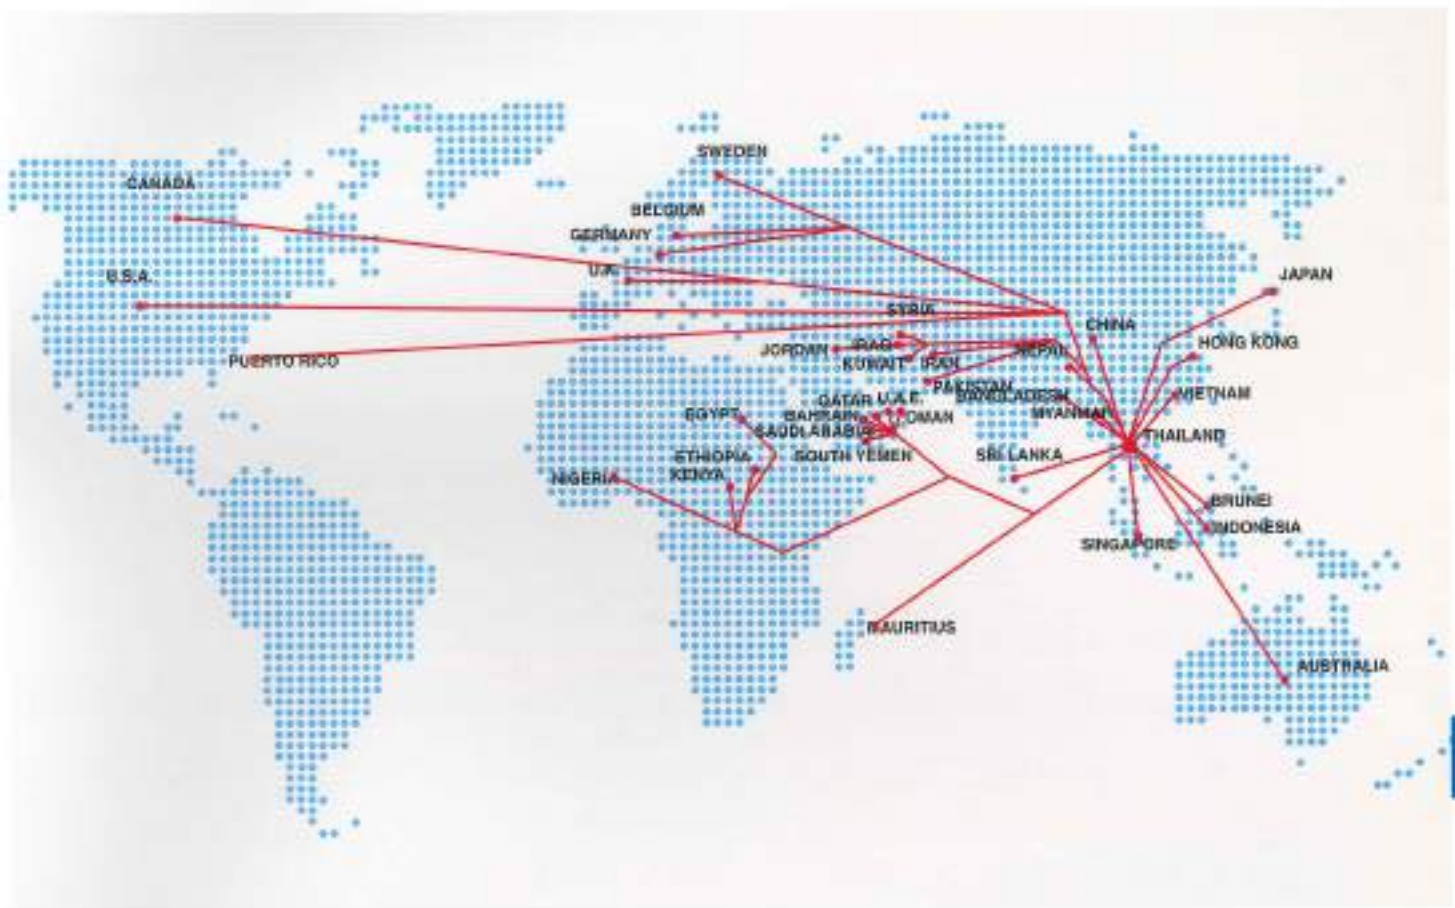 SWEDEN
CANADA
BELGIUM
GERMANY
U.K.
U.S.A.
JAPAN
SYRIA
CHINA
HONG KONG
JORDAN
IRAQ
NEPAL
PUERTO RICO
KUWAIT
IRAN
PAKISTAN
BANGLADESH
VIETNAM
QATAR
U.A.E.
EGYPT
BAHRAIN
OMAN
MYANMAR
SAUDI ARABIA
THAILAND
SOUTH YEMEN
SRI LANKA
ETHIOPIA
KENYA
NIGERIA
BRUNEI
INDONESIA
SINGAPORE
MAURITIUS
AUSTRALIA